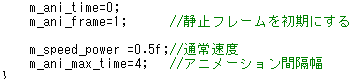 m_ani_time=0;
m_ani_frame=1; //静止フレームを初期にする
m_speed_power =0.5f;//通常速度
m_ani_max_time=4; //アニメーション間隔幅
}